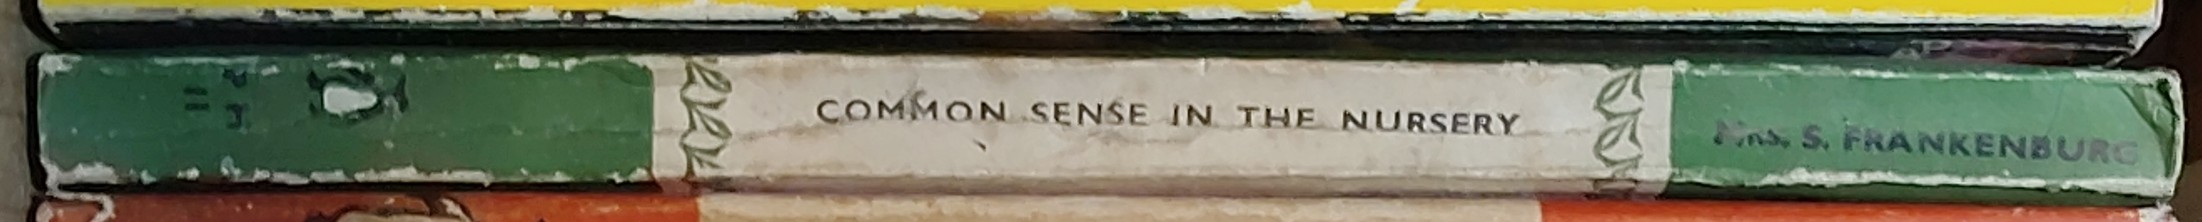 COMMON SENSE IN THE NURSERY
Mrs. S. FRANKENBURG